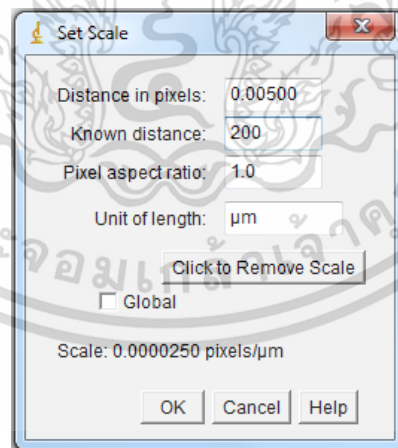 Set Scale
Distance in pixels: 0.00500
Known distance: 200
Pixel aspect ratio: 1.0
Unit of length: µm
Click to Remove Scale
Global
Scale: 0.0000250 pixels/µm
OK Cancel Help